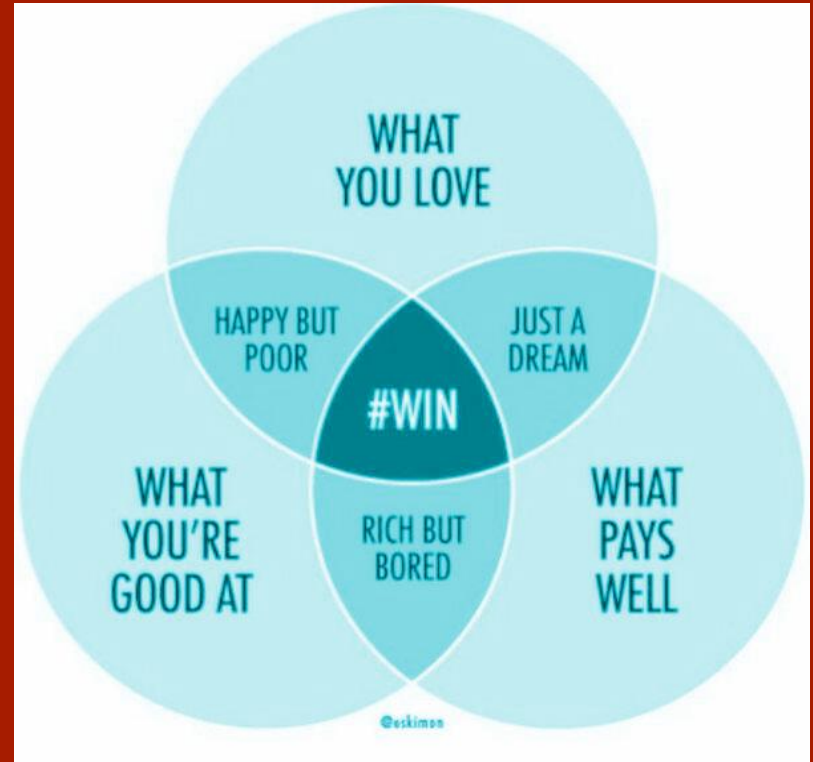 WHAT
YOU LOVE
HAPPY BUT
POOR
JUST A
DREAM
#WIN
WHAT
YOU'RE
GOOD AT
RICH BUT
BORED
WHAT
PAYS
WELL
@eskimon